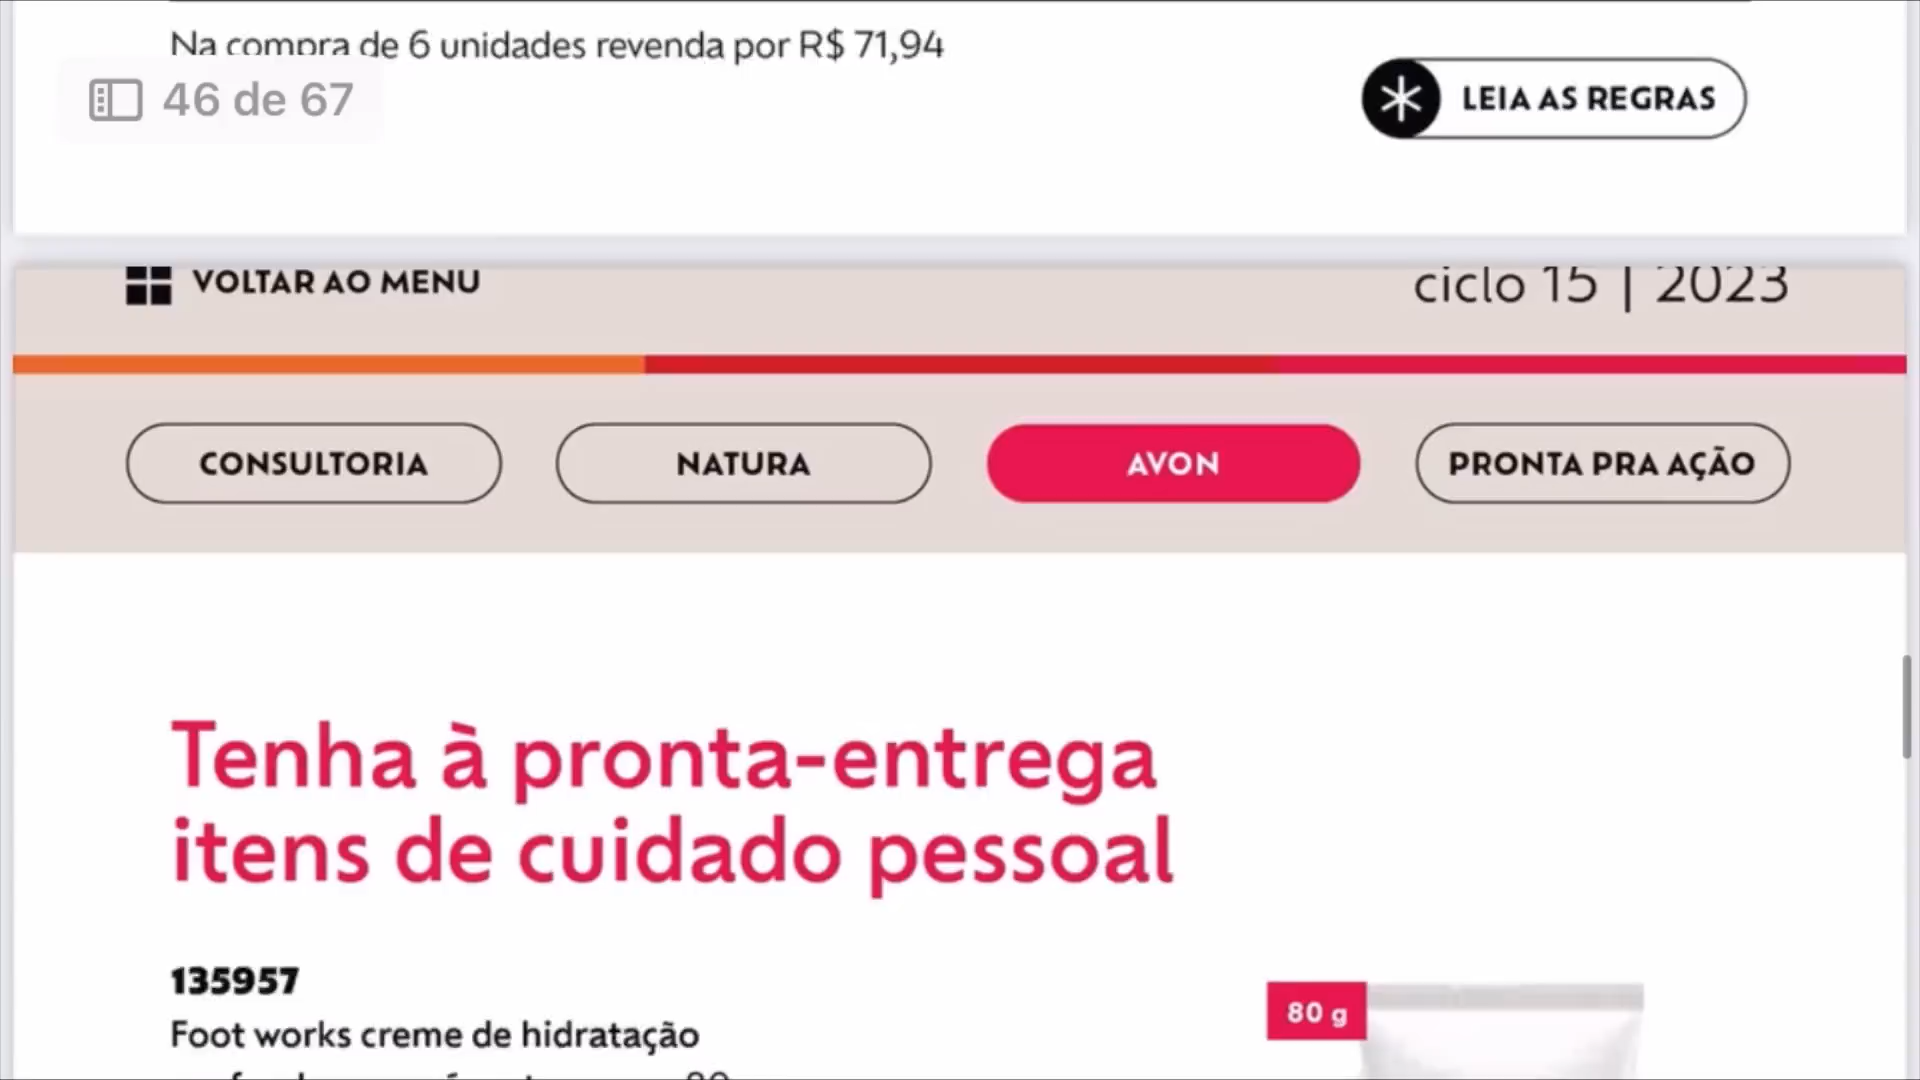 Na compra de 6 unidades revenda por R$ 71,94
46 de 67
LEIA AS REGRAS
VOLTAR AO MENU
ciclo 15 | 2023
CONSULTORIA
NATURA
AVON
PRONTA PRA AÇÃO
Tenha à pronta-entrega
itens de cuidado pessoal
135957
80 g
Foot works creme de hidratação